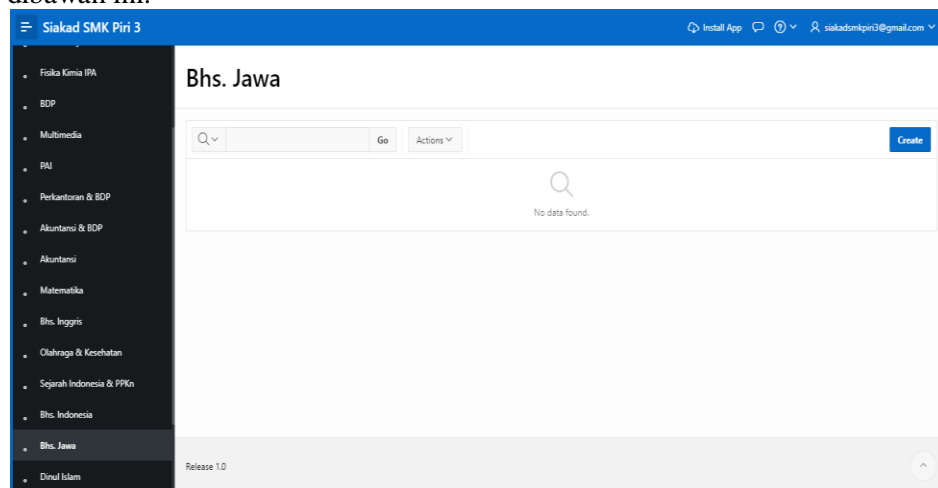 dibawah ini.
Siakad SMK Piri 3
Install App
siakadsmkpiri3@gmail.com
Fisika Kimia IPA
BDP
Multimedia
PAI
Perkantoran & BDP
Akuntansi & BDP
Akuntansi
Matematika
Bhs. Inggris
Olahraga & Kesehatan
Sejarah Indonesia & PPKn
Bhs. Indonesia
Bhs. Jawa
Dinul Islam
Bhs. Jawa
Go
Actions
Create
No data found.
Release 1.0